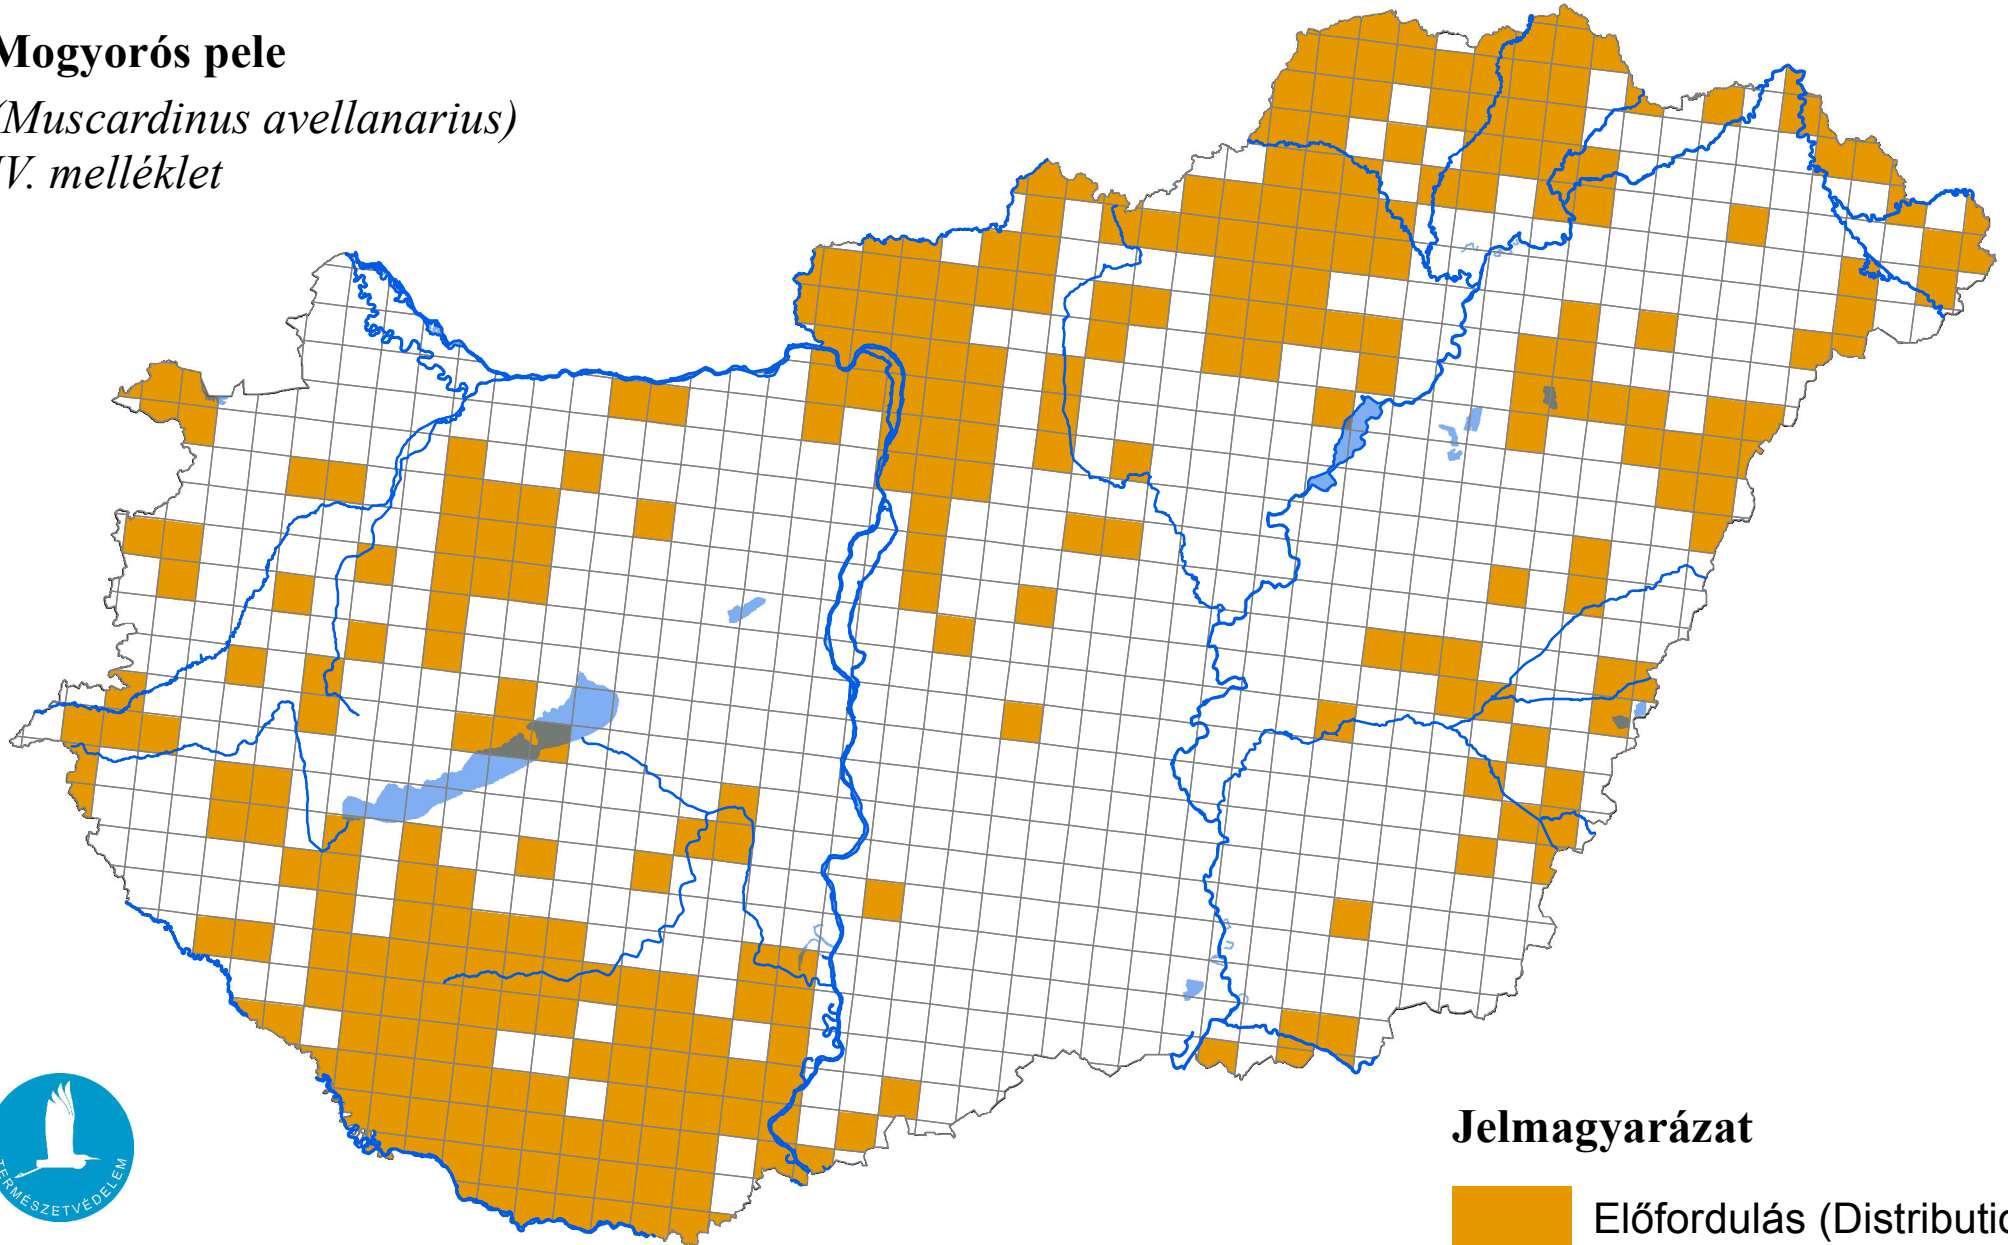 Mogyorós pele
(Muscardinus avellanarius)
IV. melléklet
TERMÉSZETVÉDELEM
Jelmagyarázat
Előfordulás (Distributio